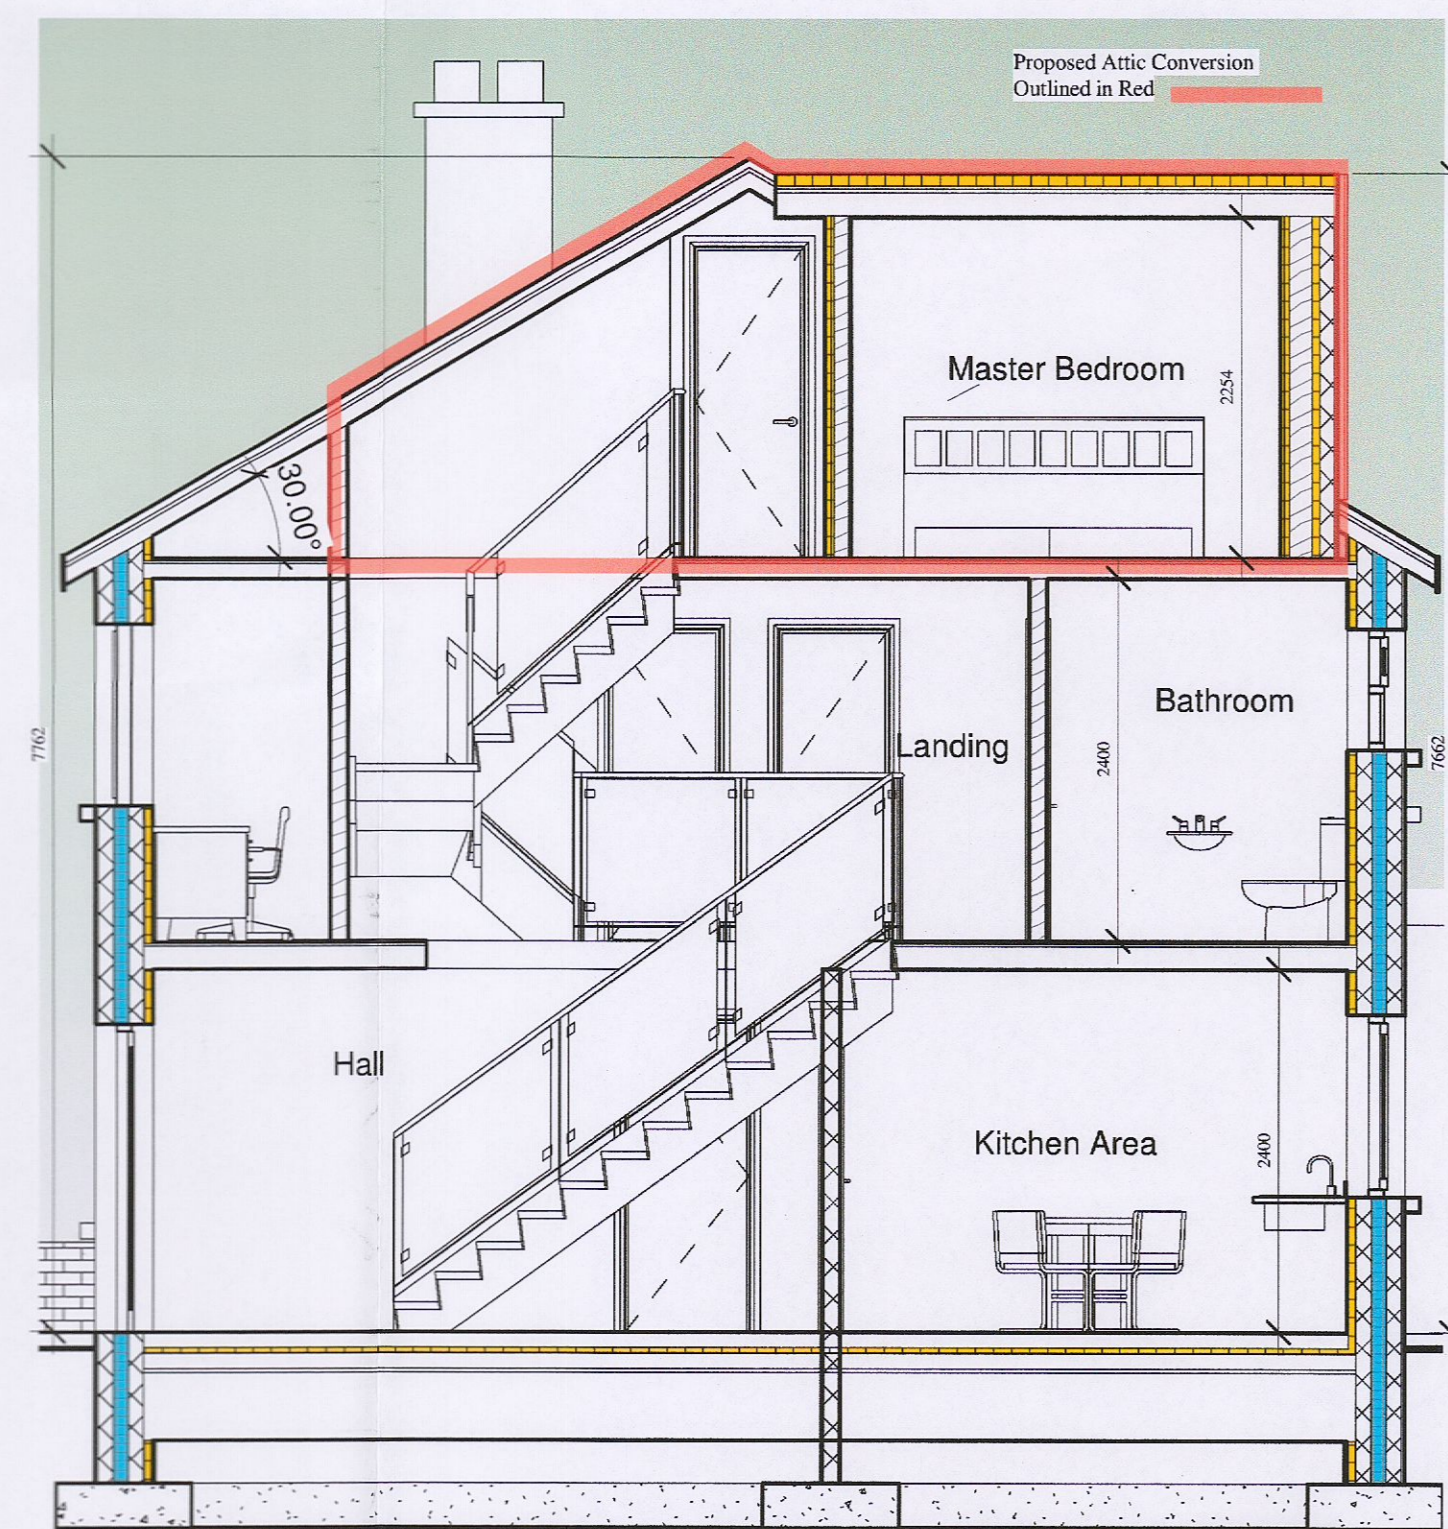 Proposed Attic Conversion
Outlined in Red
Master Bedroom
2254
30.00°
7762
Bathroom
Landing
2400
7662
Hall
Kitchen Area
2400